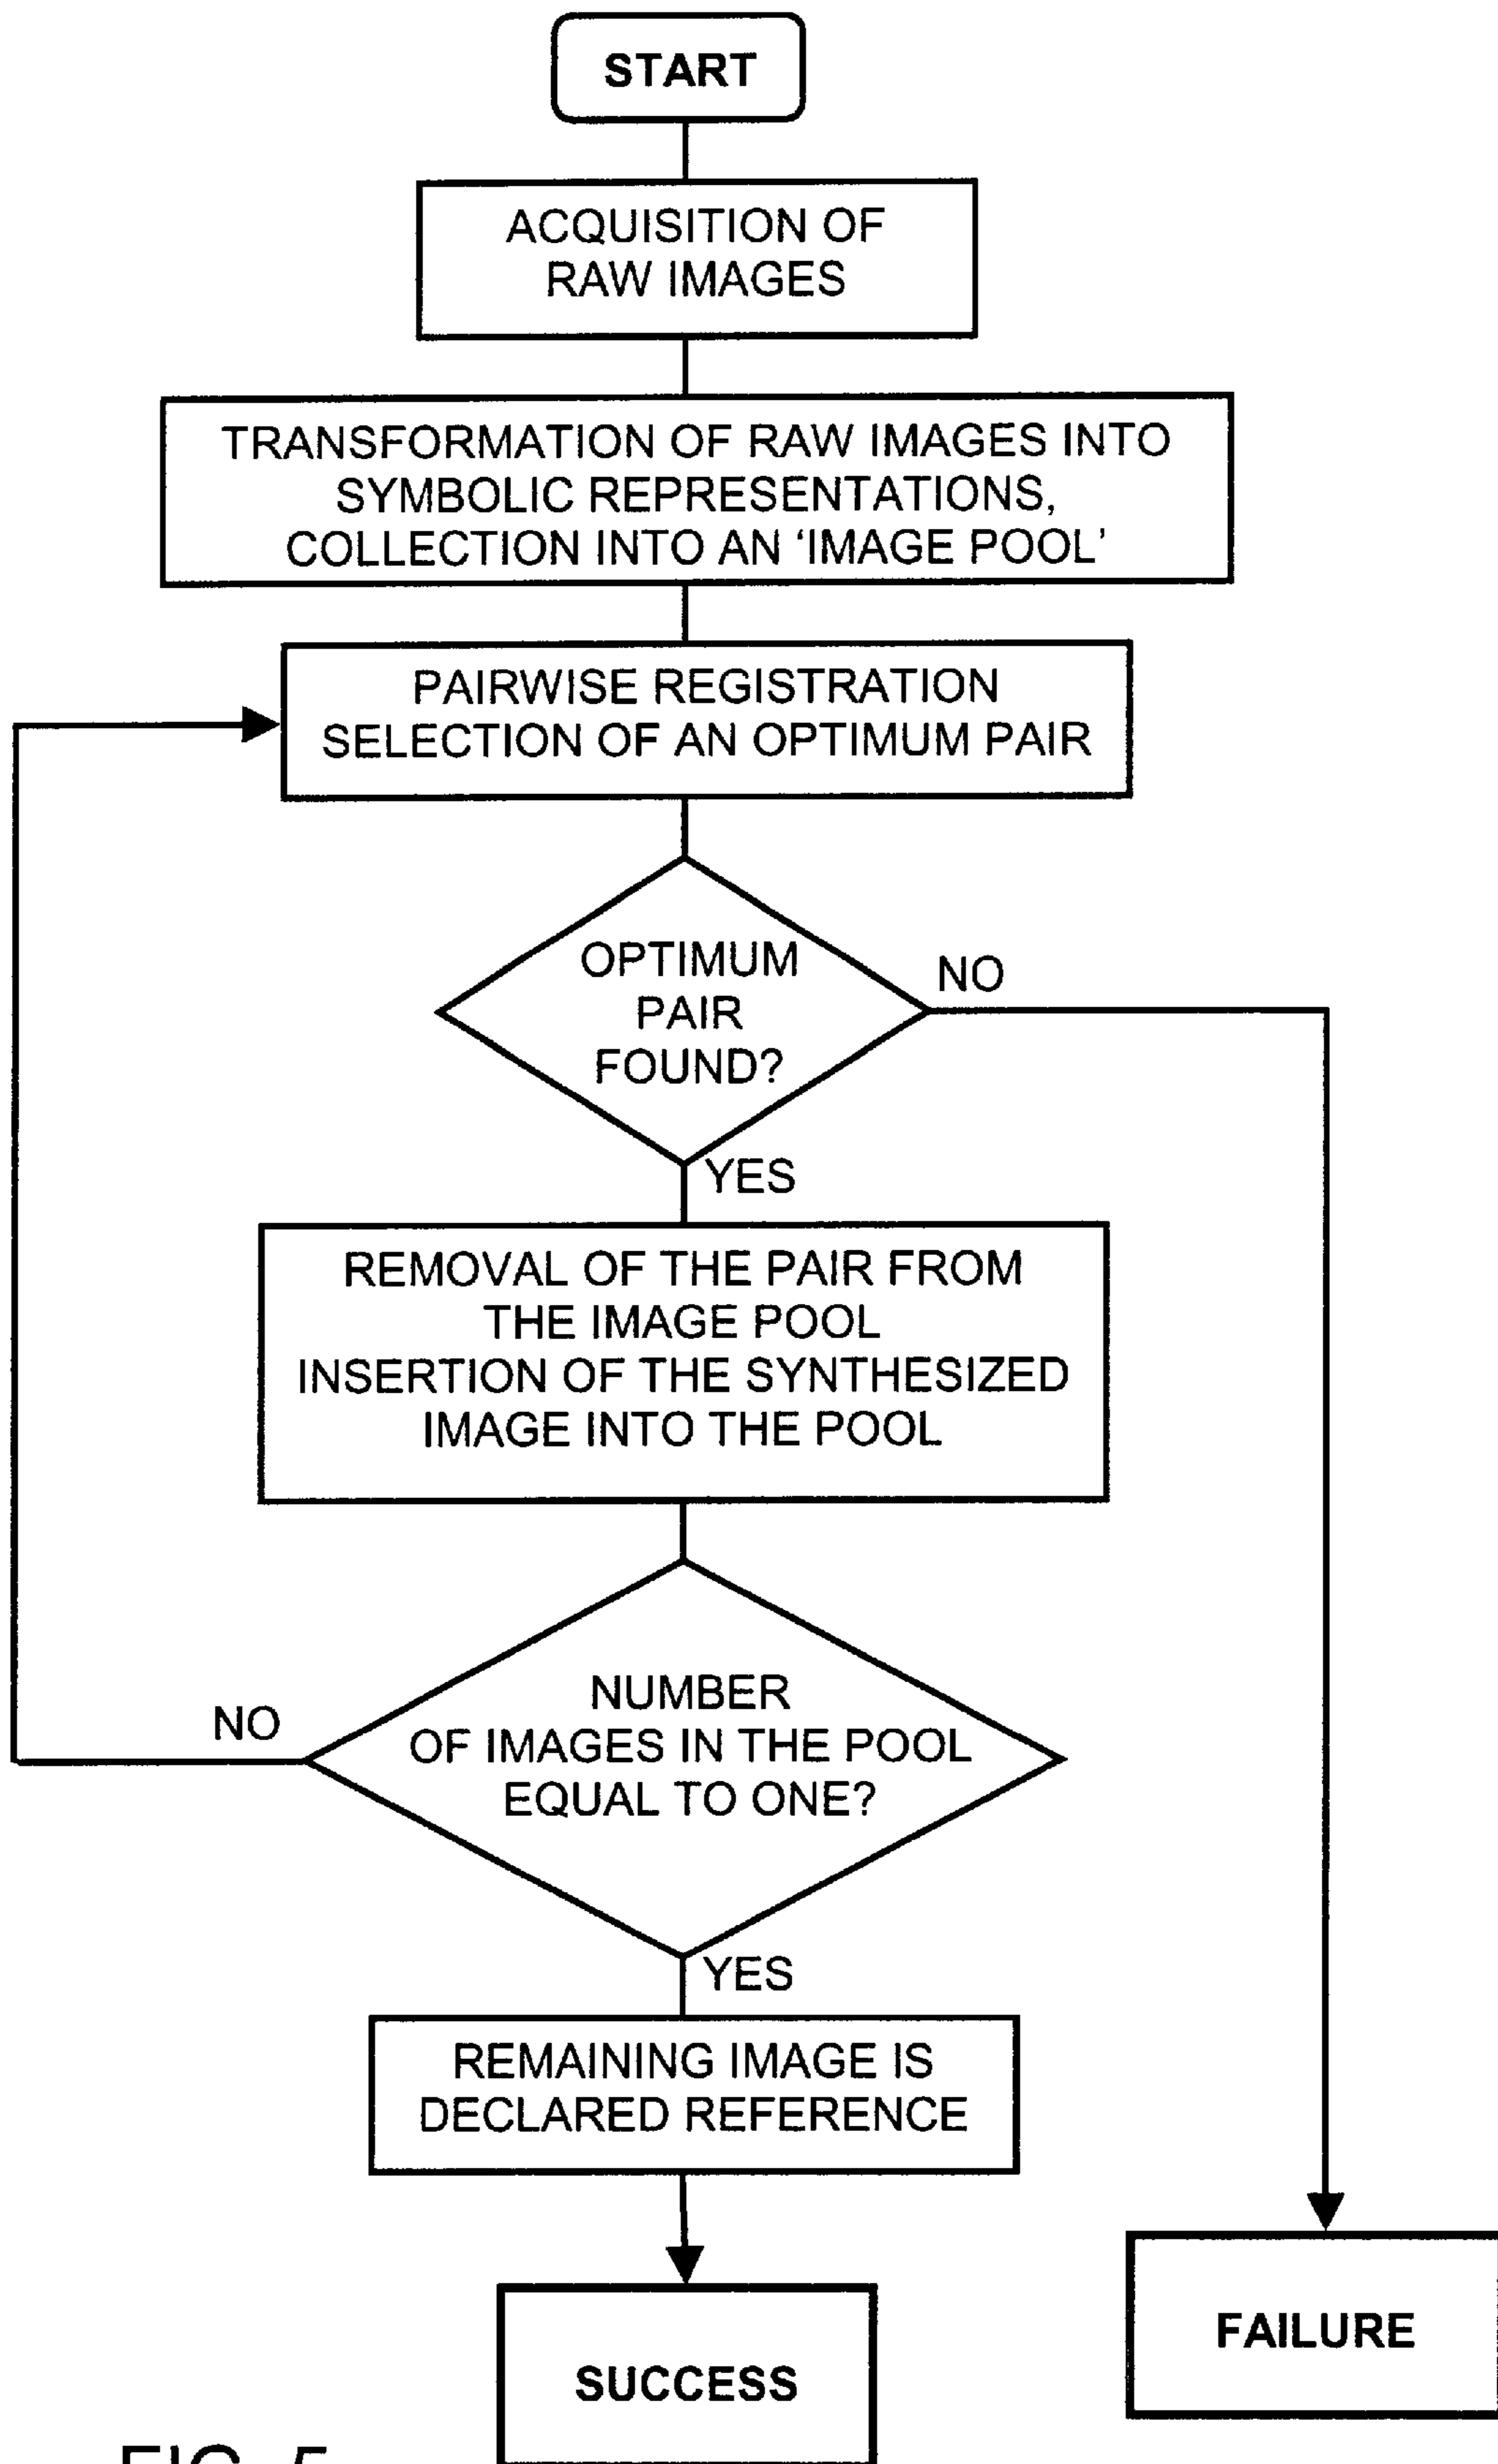 START
ACQUISITION OF
RAW IMAGES
TRANSFORMATION OF RAW IMAGES INTO
SYMBOLIC REPRESENTATIONS,
COLLECTION INTO AN ‘IMAGE POOL’
PAIRWISE REGISTRATION
SELECTION OF AN OPTIMUM PAIR
OPTIMUM
PAIR
FOUND?
NO
YES
REMOVAL OF THE PAIR FROM
THE IMAGE POOL
INSERTION OF THE SYNTHESIZED
IMAGE INTO THE POOL
NUMBER
OF IMAGES IN THE POOL
EQUAL TO ONE?
NO
YES
REMAINING IMAGE IS
DECLARED REFERENCE
SUCCESS
FAILURE
FIG. 5